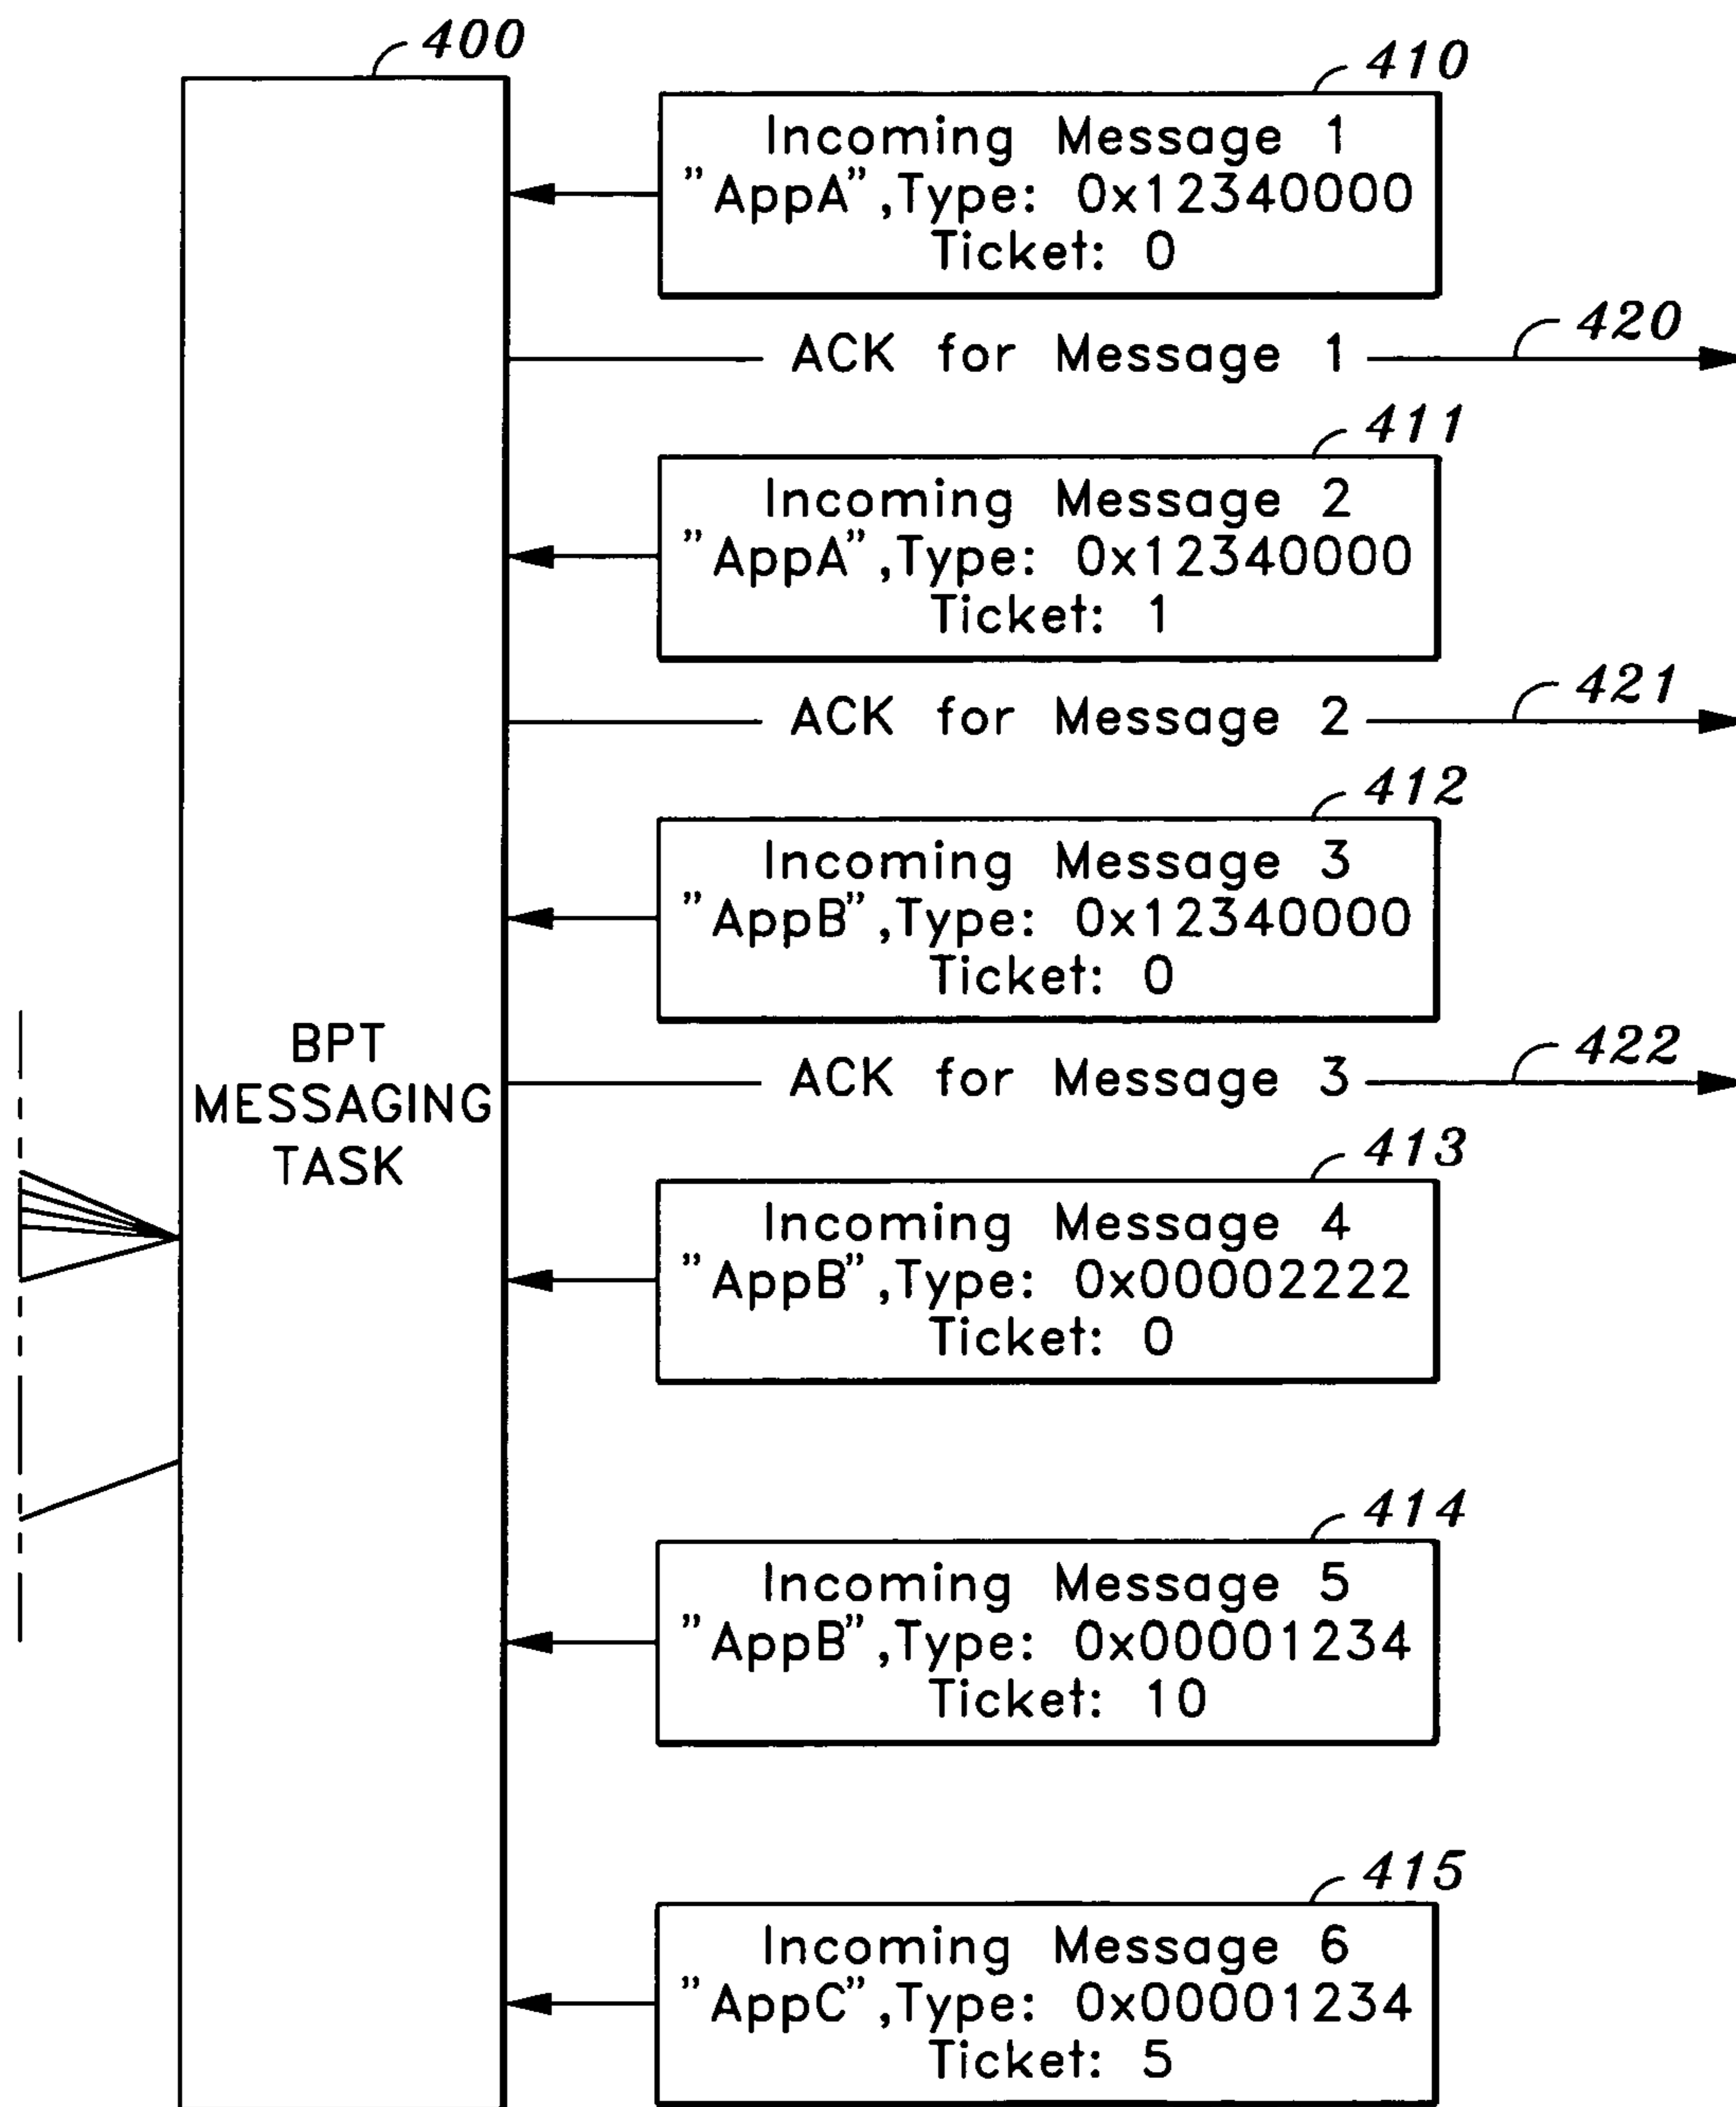 400
410
Incoming Message 1
"AppA",Type: 0x12340000
Ticket: 0
ACK for Message 1
420
411
Incoming Message 2
"AppA",Type: 0x12340000
Ticket: 1
ACK for Message 2
421
412
Incoming Message 3
"AppB",Type: 0x12340000
Ticket: 0
BPT
MESSAGING
TASK
ACK for Message 3
422
413
Incoming Message 4
"AppB",Type: 0x00002222
Ticket: 0
414
Incoming Message 5
"AppB",Type: 0x00001234
Ticket: 10
415
Incoming Message 6
"AppC",Type: 0x00001234
Ticket: 5